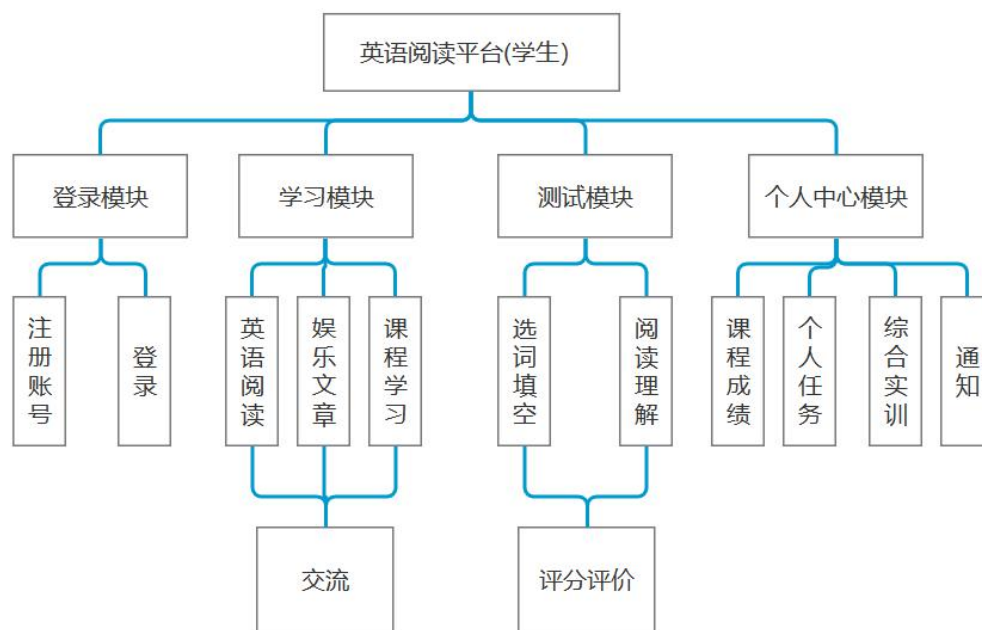 英语阅读平台(学生)
登录模块
学习模块
测试模块
个人中心模块
注册账号
登录
英语阅读
娱乐文章
课程学习
选词填空
阅读理解
课程成绩
个人任务
综合实训
通知
交流
评分评价